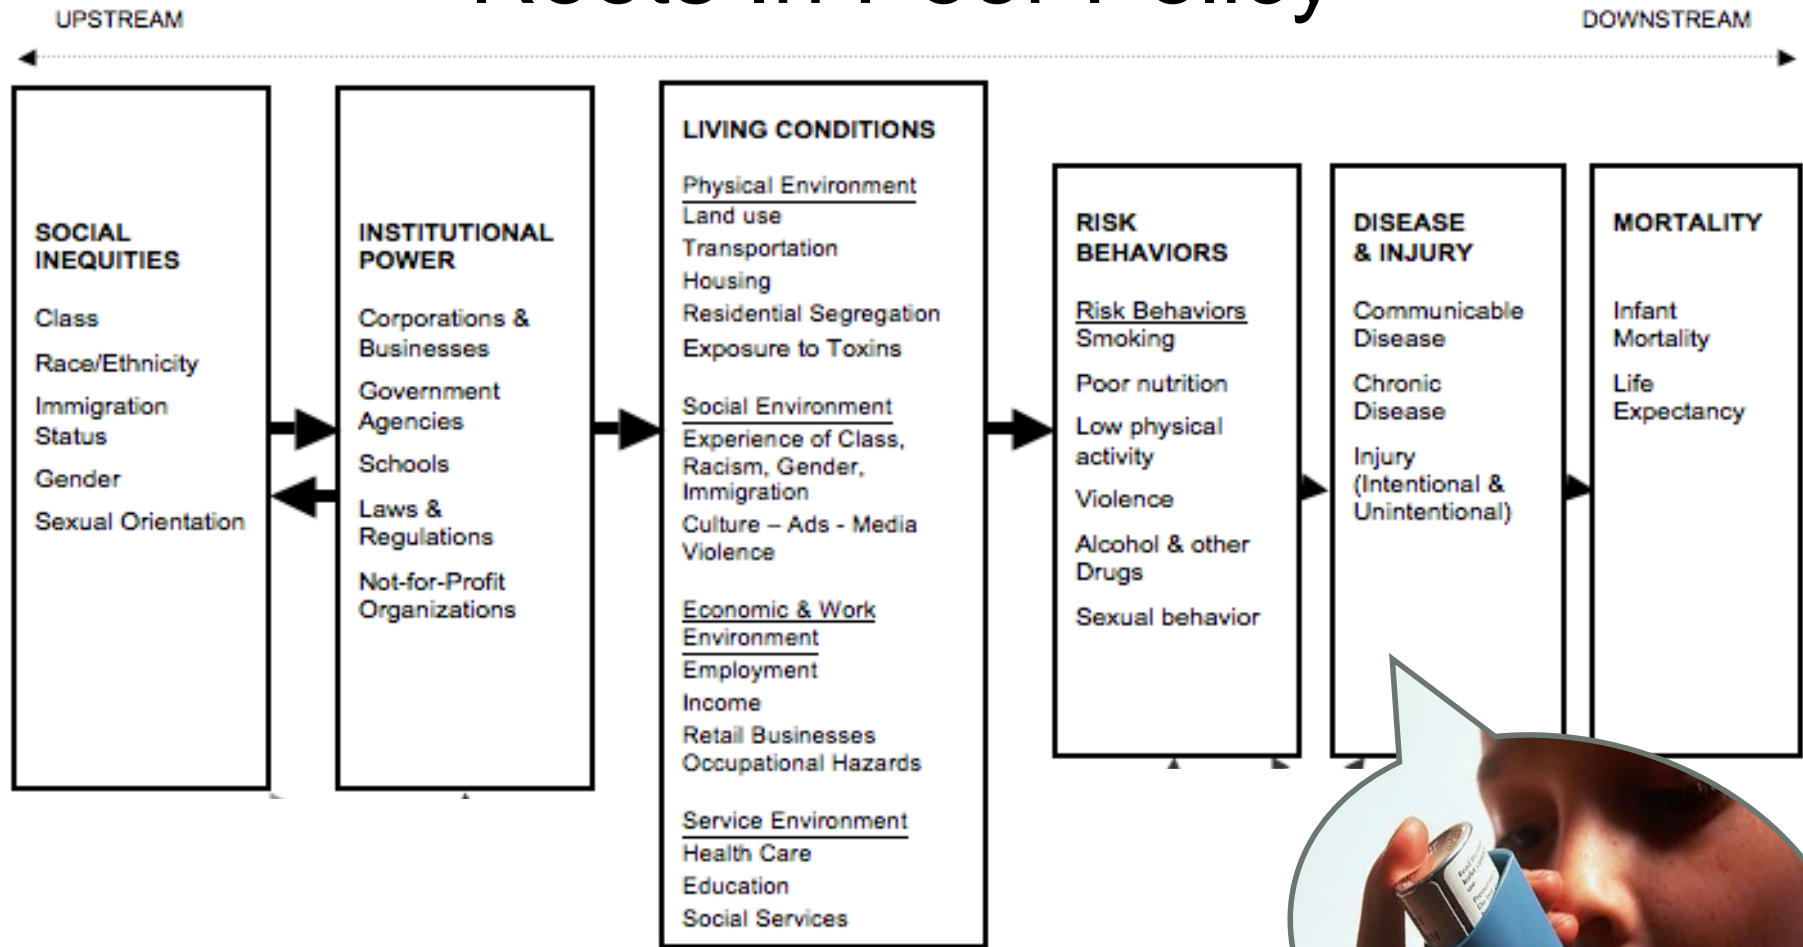 Roots in Poor Policy
UPSTREAM
DOWNSTREAM
SOCIAL
INEQUITIES
Class
Race/Ethnicity
Immigration
Status
Gender
Sexual Orientation
INSTITUTIONAL
POWER
Corporations &
Businesses
Government
Agencies
Schools
Laws &
Regulations
Not-for-Profit
Organizations
LIVING CONDITIONS
Physical Environment
Land use
Transportation
Housing
Residential Segregation
Exposure to Toxins
Social Environment
Experience of Class,
Racism, Gender,
Immigration
Culture – Ads - Media
Violence
Economic & Work
Environment
Employment
Income
Retail Businesses
Occupational Hazards
Service Environment
Health Care
Education
Social Services
RISK
BEHAVIORS
Risk Behaviors
Smoking
Poor nutrition
Low physical
activity
Violence
Alcohol & other
Drugs
Sexual behavior
DISEASE
& INJURY
Communicable
Disease
Chronic
Disease
Injury
(Intentional &
Unintentional)
MORTALITY
Infant
Mortality
Life
Expectancy